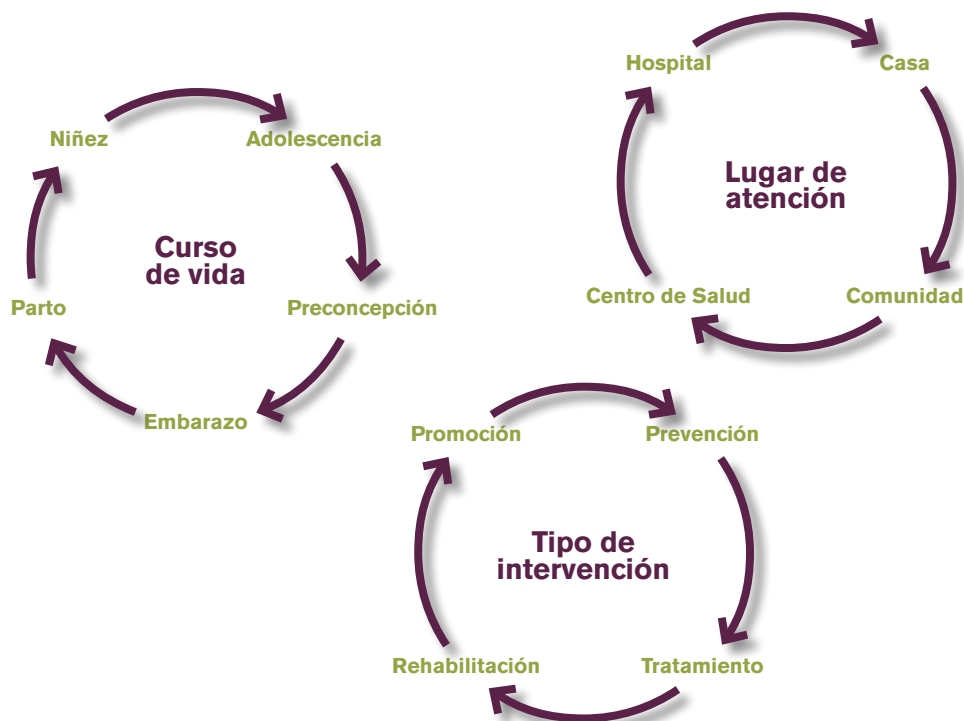 Hospital
Casa
Lugar de
atención
Centro de Salud
Comunidad
Niñez
Adolescencia
Curso
de vida
Parto
Preconcepción
Embarazo
Promoción
Prevención
Tipo de
intervención
Rehabilitación
Tratamiento